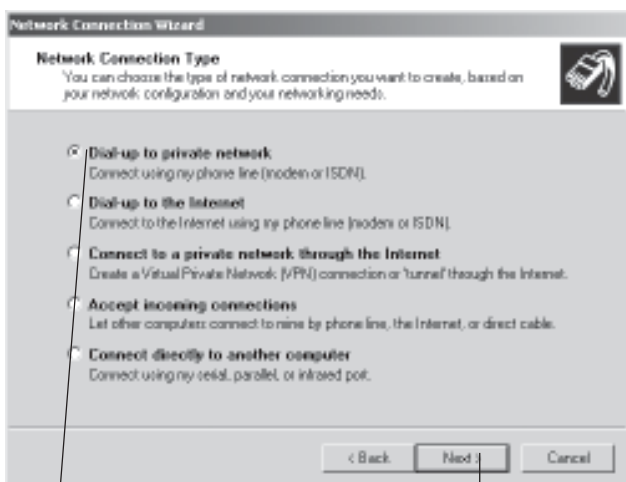 Network Connection Wizard
Network Connection Type
You can choose the type of network connection you want to create, based on
your network configuration and your networking needs.
Dial-up to private network
Connect using my phone line (modem or ISDN).
Dial-up to the Internet
Connect to the Internet using my phone line (modem or ISDN).
Connect to a private network through the Internet
Create a Virtual Private Network (VPN) connection or 'tunnel' through the Internet.
Accept incoming connections
Let other computers connect to mine by phone line, the Internet, or direct cable.
Connect directly to another computer
Connect using my serial, parallel, or infrared port.
< Back
Next >
Cancel